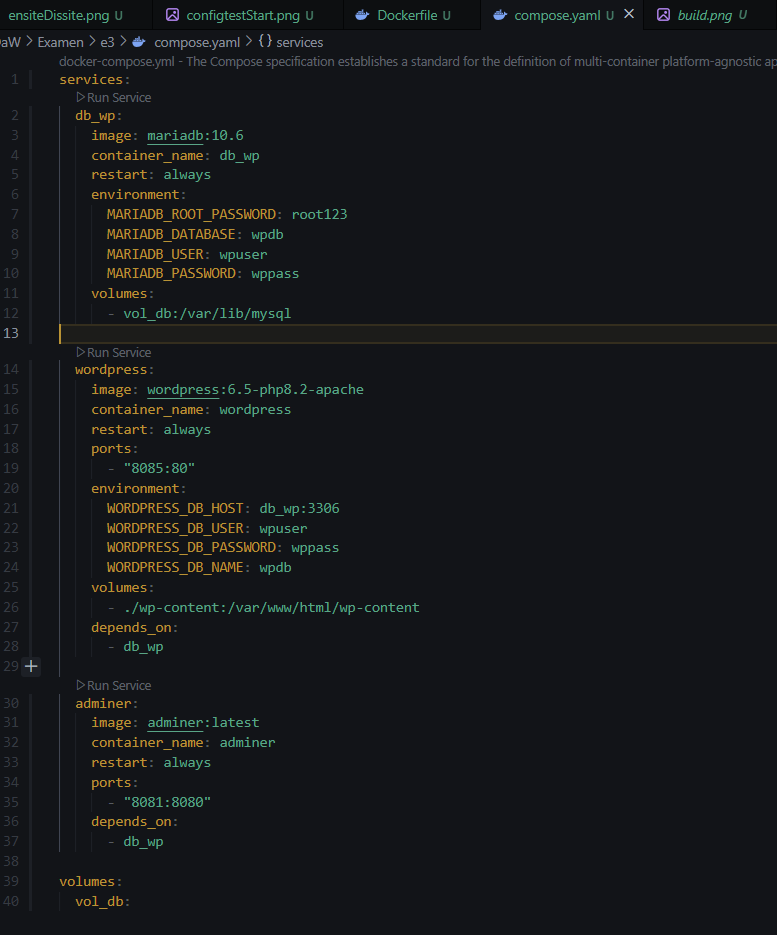 ensiteDissite.png U configtestStart.png U Dockerfile U compose.yaml U × build.png U
aW > Examen > e3 > compose.yaml > {} services
docker-compose.yml - The Compose specification establishes a standard for the definition of multi-container platform-agnostic ap
1 services:
▷Run Service
2 db_wp:
3 image: mariadb:10.6
4 container_name: db_wp
5 restart: always
6 environment:
7 MARIADB_ROOT_PASSWORD: root123
8 MARIADB_DATABASE: wpdb
9 MARIADB_USER: wpuser
10 MARIADB_PASSWORD: wppass
11 volumes:
12 - vol_db:/var/lib/mysql
13
▷Run Service
14 wordpress:
15 image: wordpress:6.5-php8.2-apache
16 container_name: wordpress
17 restart: always
18 ports:
19 - "8085:80"
20 environment:
21 WORDPRESS_DB_HOST: db_wp:3306
22 WORDPRESS_DB_USER: wpuser
23 WORDPRESS_DB_PASSWORD: wppass
24 WORDPRESS_DB_NAME: wpdb
25 volumes:
26 - ./wp-content:/var/www/html/wp-content
27 depends_on:
28 - db_wp
29 +
▷Run Service
30 adminer:
31 image: adminer:latest
32 container_name: adminer
33 restart: always
34 ports:
35 - "8081:8080"
36 depends_on:
37 - db_wp
38
39 volumes:
40 vol_db: